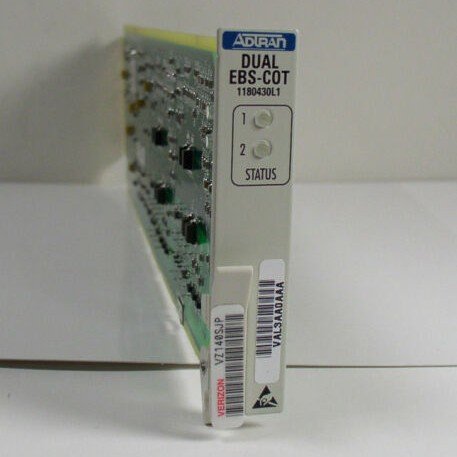 ADTRAN
DUAL
EBS-COT
1180430L1
1
2
STATUS
VAL3AA0AAA
VZ140SJP
VERIZON